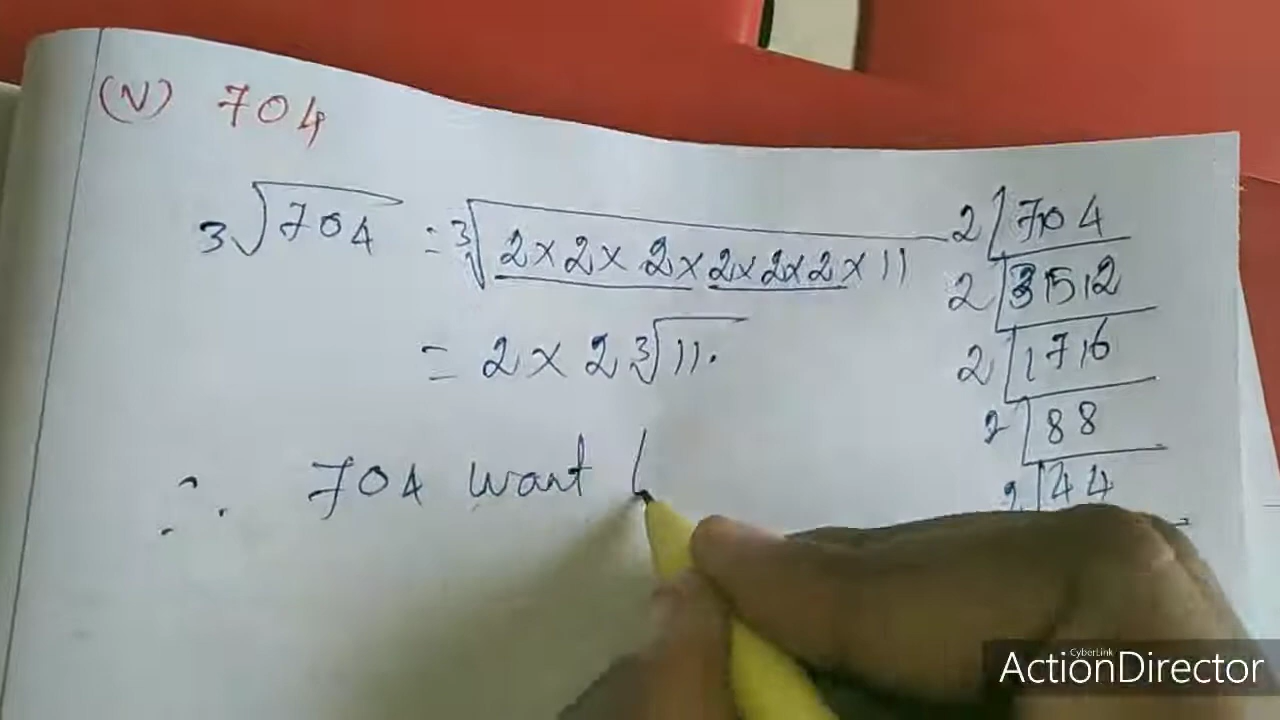 (v) 704
3√704 = 3√2×2×2×2×2×2×11
= 2×2 3√11.
∴ 704 want
2 704
2 3512
2 176
2 88
2 44
CyberLink
ActionDirector